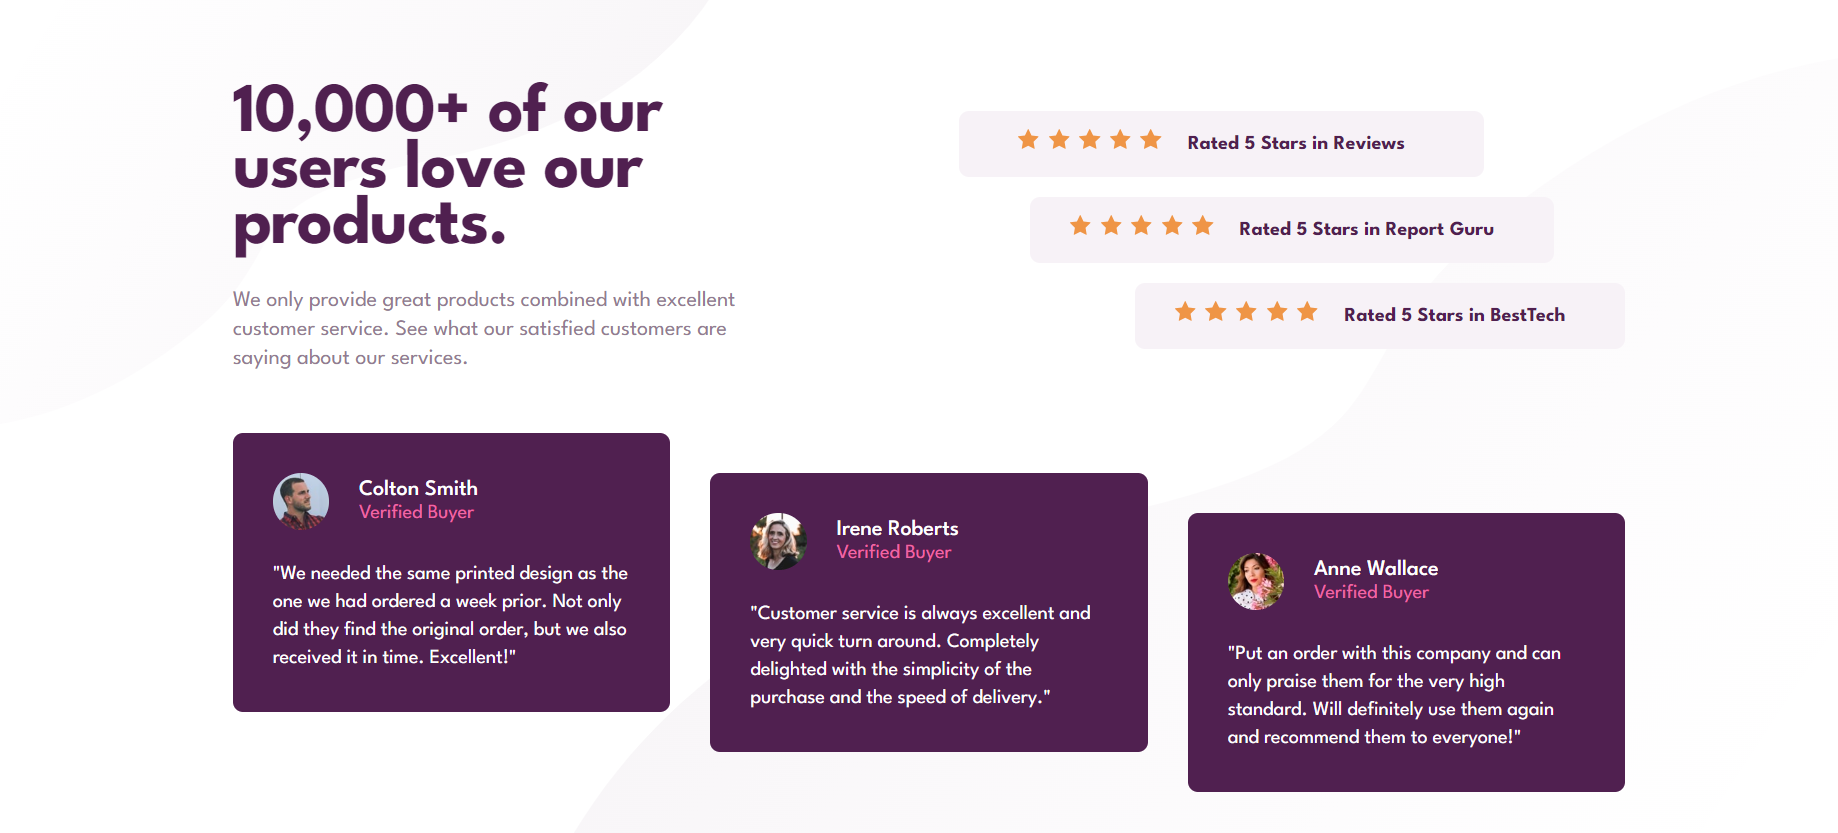 10,000+ of our
users love our
products.
We only provide great products combined with excellent
customer service. See what our satisfied customers are
saying about our services.
Rated 5 Stars in Reviews
Rated 5 Stars in Report Guru
Rated 5 Stars in BestTech
Colton Smith
Verified Buyer
"We needed the same printed design as the
one we had ordered a week prior. Not only
did they find the original order, but we also
received it in time. Excellent!"
Irene Roberts
Verified Buyer
"Customer service is always excellent and
very quick turn around. Completely
delighted with the simplicity of the
purchase and the speed of delivery."
Anne Wallace
Verified Buyer
"Put an order with this company and can
only praise them for the very high
standard. Will definitely use them again
and recommend them to everyone!"